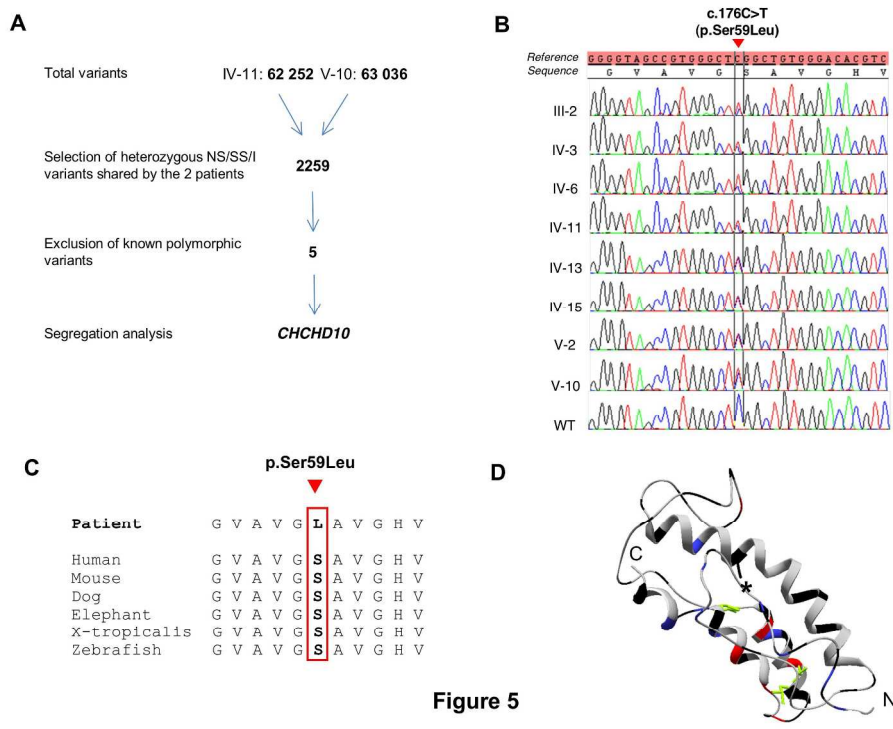 A
Total variants
IV-11: 62 252 V-10: 63 036
Selection of heterozygous NS/SS/I
variants shared by the 2 patients
2259
Exclusion of known polymorphic
variants
5
Segregation analysis
CHCHD10
B
c.176C>T
(p.Ser59Leu)
Reference G G G G T A G C C G T G G G C T C G G C T G T G G G A C A C G T C
Sequence G V A V G S A V G H V
III-2
IV-3
IV-6
IV-11
IV-13
IV 15
V-2
V-10
WT
C
p.Ser59Leu
Patient G V A V G L A V G H V
Human G V A V G S A V G H V
Mouse G V A V G S A V G H V
Dog G V A V G S A V G H V
Elephant G V A V G S A V G H V
X-tropicalis G V A V G S A V G H V
Zebrafish G V A V G S A V G H V
D
C
*
N
Figure 5